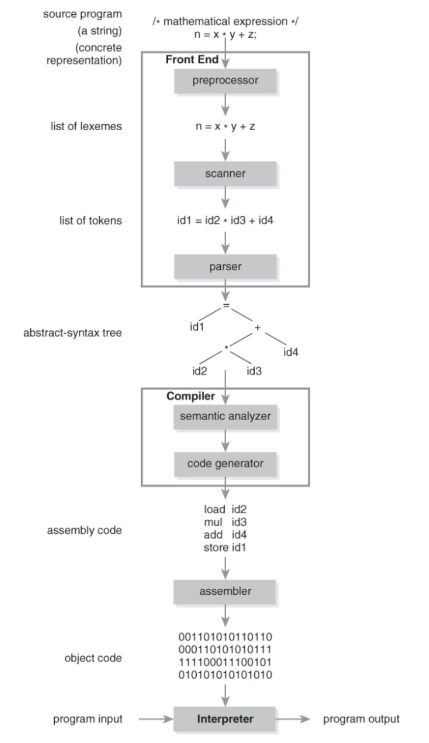 source program
(a string)
(concrete
representation)
/* mathematical expression */
n = x * y + z;
Front End
preprocessor
list of lexemes
n = x * y + z
scanner
list of tokens
id1 = id2 * id3 + id4
parser
abstract-syntax tree
=
id1
+
*
id4
id2
id3
Compiler
semantic analyzer
code generator
assembly code
load id2
mul id3
add id4
store id1
assembler
object code
001101010110110
000110101010111
111100011100101
010101010101010
program input
Interpreter
program output